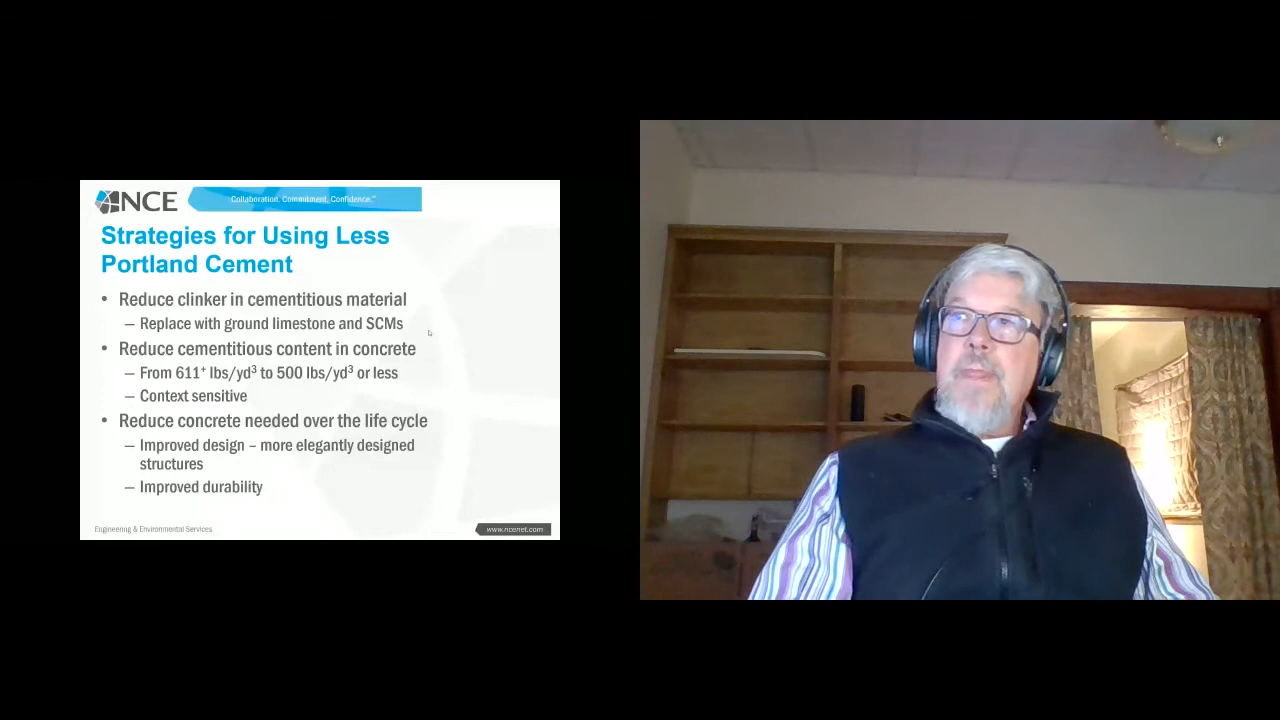 NCE
Collaboration. Commitment. Confidence.™
Strategies for Using Less
Portland Cement
• Reduce clinker in cementitious material
– Replace with ground limestone and SCMs
• Reduce cementitious content in concrete
– From 611⁺ lbs/yd³ to 500 lbs/yd³ or less
– Context sensitive
• Reduce concrete needed over the life cycle
– Improved design – more elegantly designed
structures
– Improved durability
Engineering & Environmental Services
www.ncenet.com